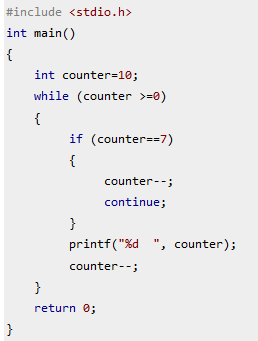 #include <stdio.h>
int main()
{
    int counter=10;
    while (counter >=0)
    {
        if (counter==7)
        {
            counter--;
            continue;
        }
        printf("%d  ", counter);
        counter--;
    }
    return 0;
}